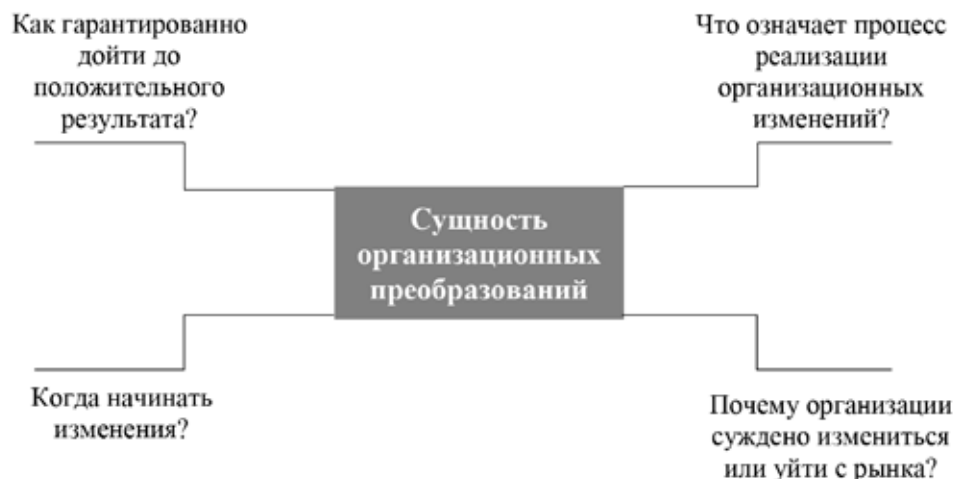 Как гарантированно
дойти до
положительного
результата?
Что означает процесс
реализации
организационных
изменений?
Сущность
организационных
преобразований
Когда начинать
изменения?
Почему организации
суждено измениться
или уйти с рынка?